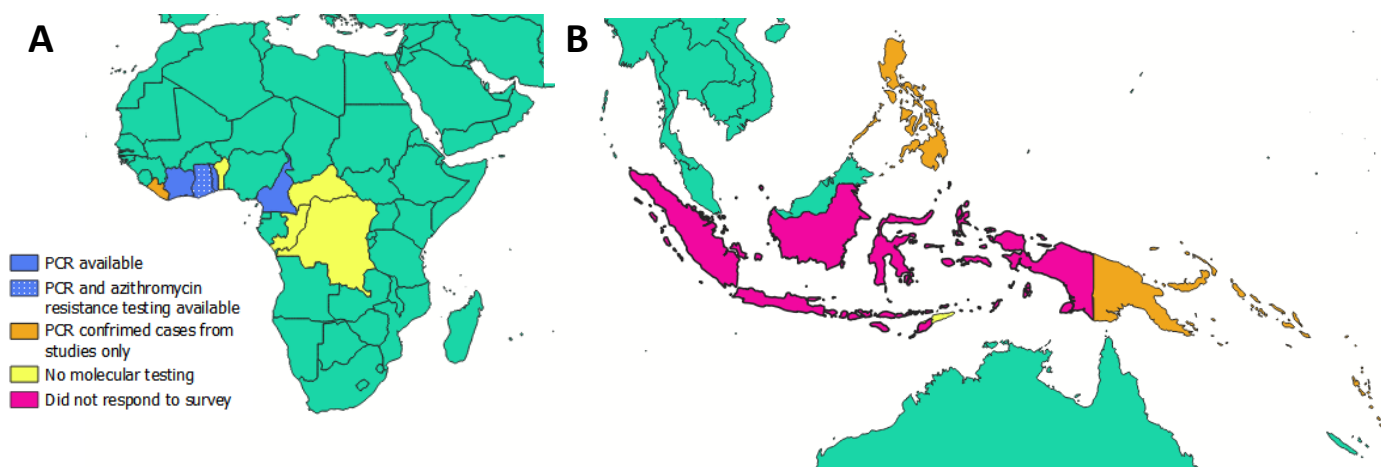 A
B
PCR available
PCR and azithromycin
resistance testing available
PCR confrimed cases from
studies only
No molecular testing
Did not respond to survey